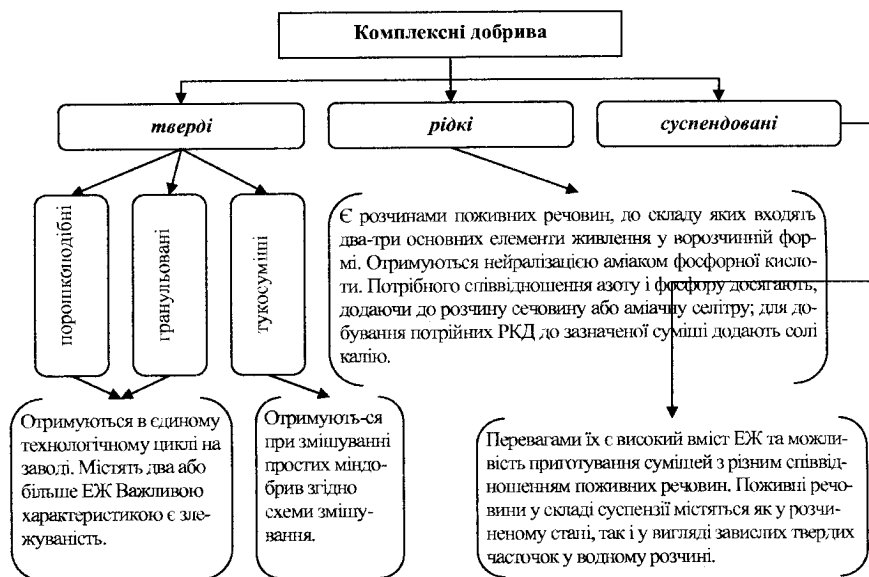 Комплексні добрива
тверді
рідкі
суспендовані
порошкоподібні
гранульовані
тукосуміші
Є розчинами поживних речовин, до складу яких входять
два-три основних елементи живлення у ворозчинній фор-
мі. Отримуються нейралізацією аміаком фосфорної кисло-
ти. Потрібного співвідношення азоту і фосфору досягають,
додаючи до розчину сечовину або аміачну селітру; для до-
бування потрійних РКД до зазначеної суміші додають солі
калію.
Отримуються в єдиному
технологічному циклі на
заводі. Містять два або
більше ЕЖ Важливою
характеристикою є зле-
жуваність.
Отримують-ся
при змішуванні
простих міндо-
брив згідно
схеми змішу-
вання.
Перевагами їх є високий вміст ЕЖ та можли-
вість приготування сумішей з різним співвід-
ношенням поживних речовин. Поживні речо-
вини у складі суспензії містяться як у розчи-
неному стані, так і у вигляді завислих твердих
часточок у водному розчині.